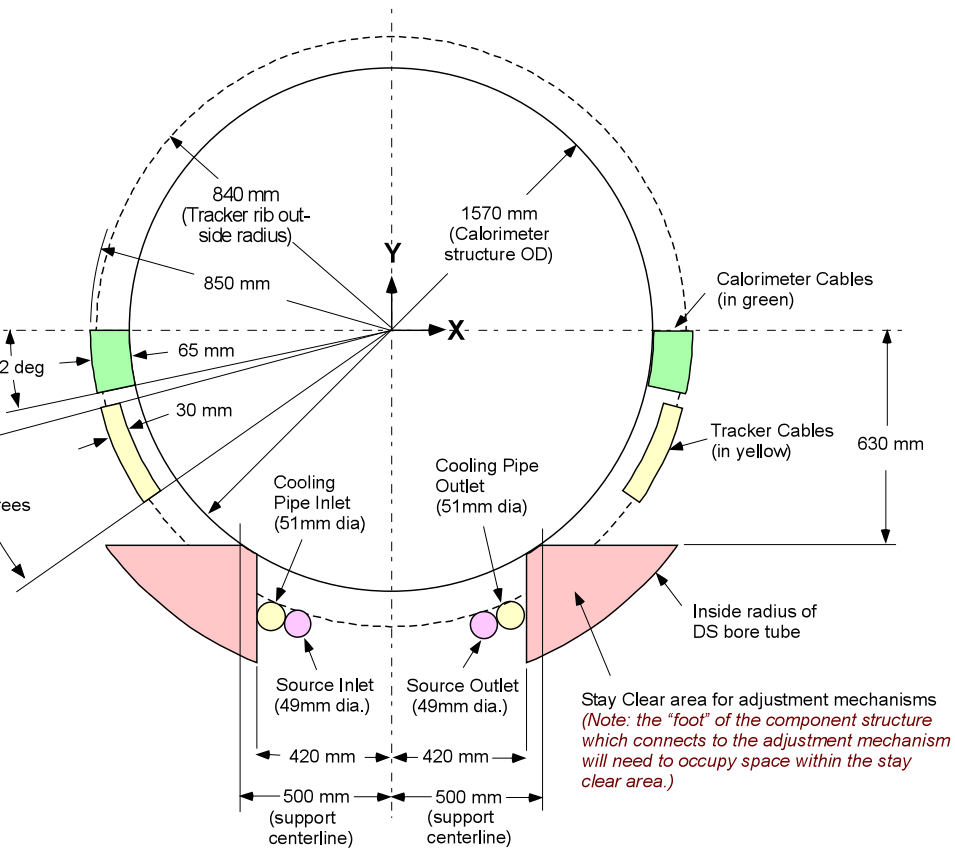 840 mm
(Tracker rib out-
side radius)
1570 mm
(Calorimeter
structure OD)
Y
850 mm
Calorimeter Cables
(in green)
X
65 mm
2 deg
30 mm
Tracker Cables
(in yellow)
630 mm
Cooling Pipe
Outlet
(51mm dia)
Cooling
Pipe Inlet
(51mm dia)
rees
Inside radius of
DS bore tube
Source Inlet
(49mm dia.)
Source Outlet
(49mm dia.)
Stay Clear area for adjustment mechanisms
(Note: the "foot" of the component structure
which connects to the adjustment mechanism
will need to occupy space within the stay
clear area.)
420 mm
420 mm
500 mm
(support
centerline)
500 mm
(support
centerline)